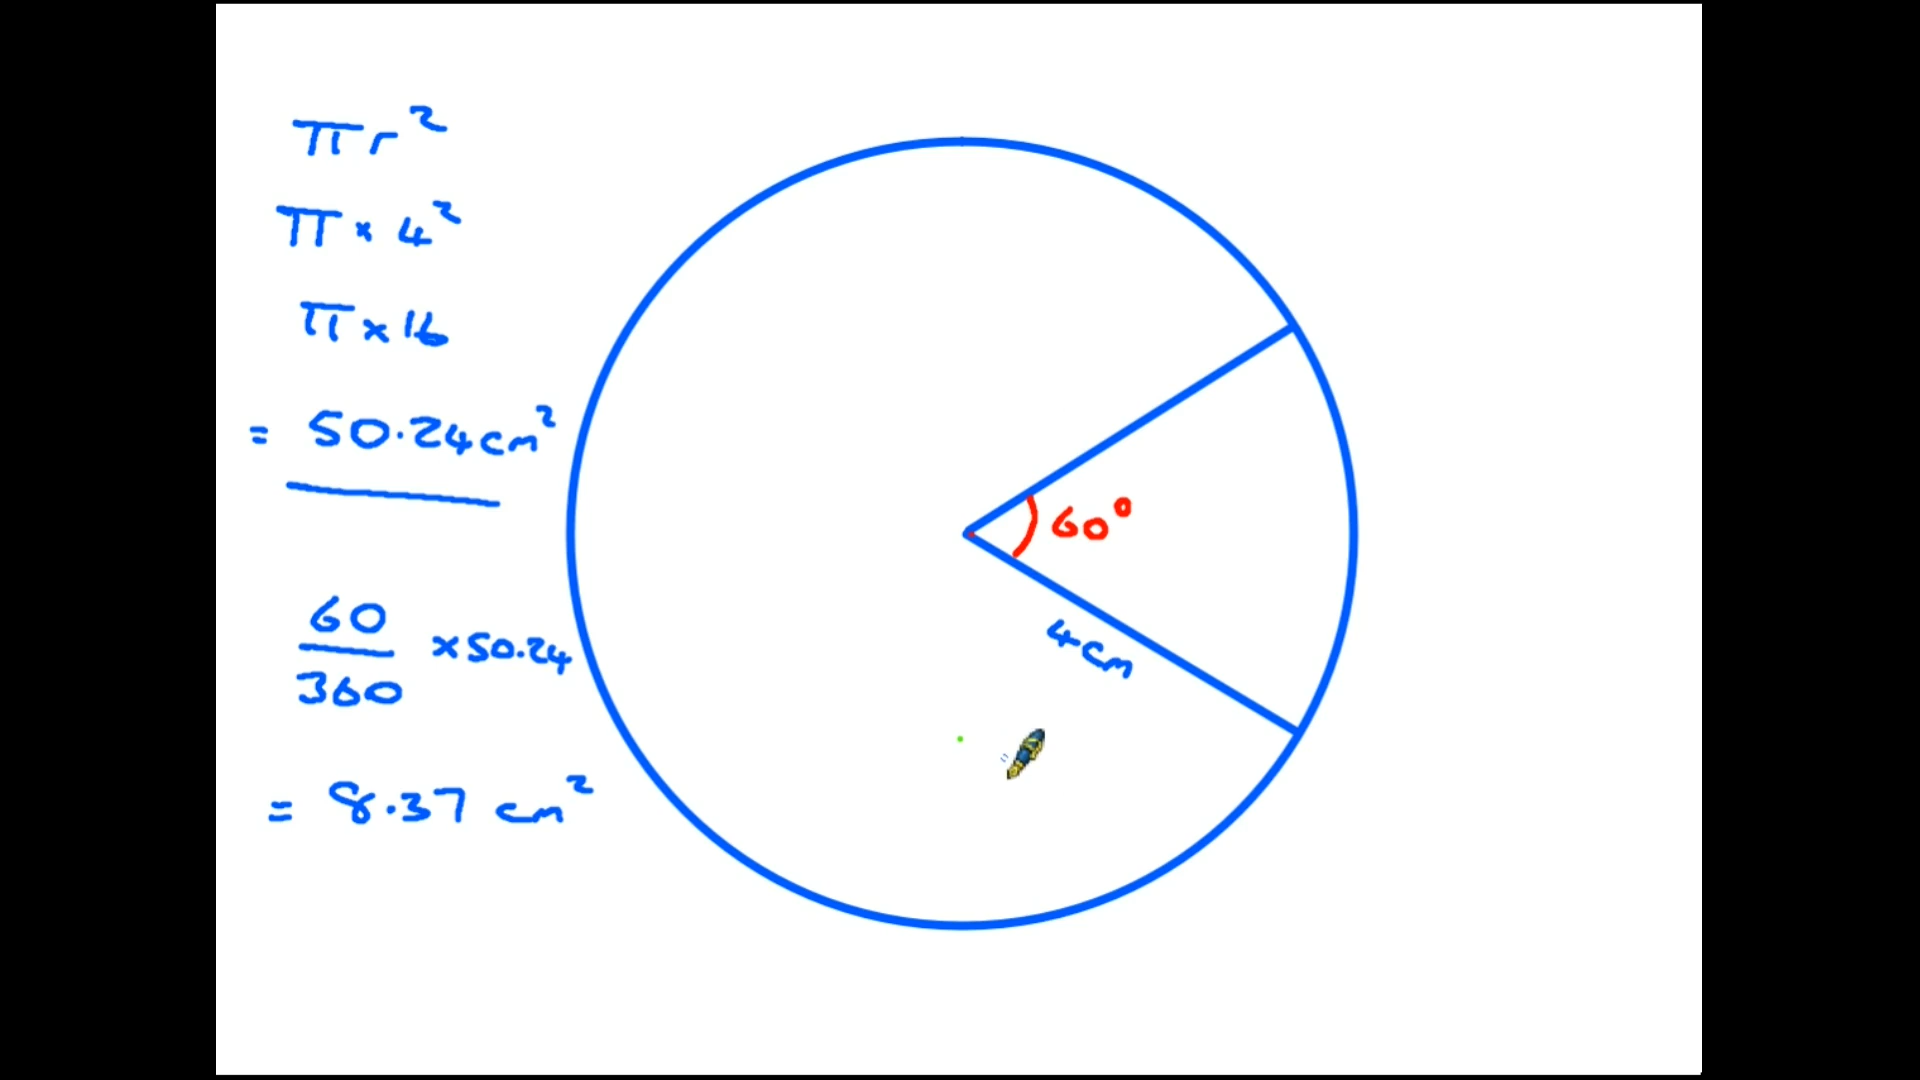 πr²
π × 4²
π × 16
= 50.24cm²
60/360 × 50.24
= 8.37 cm²
60°
4cm